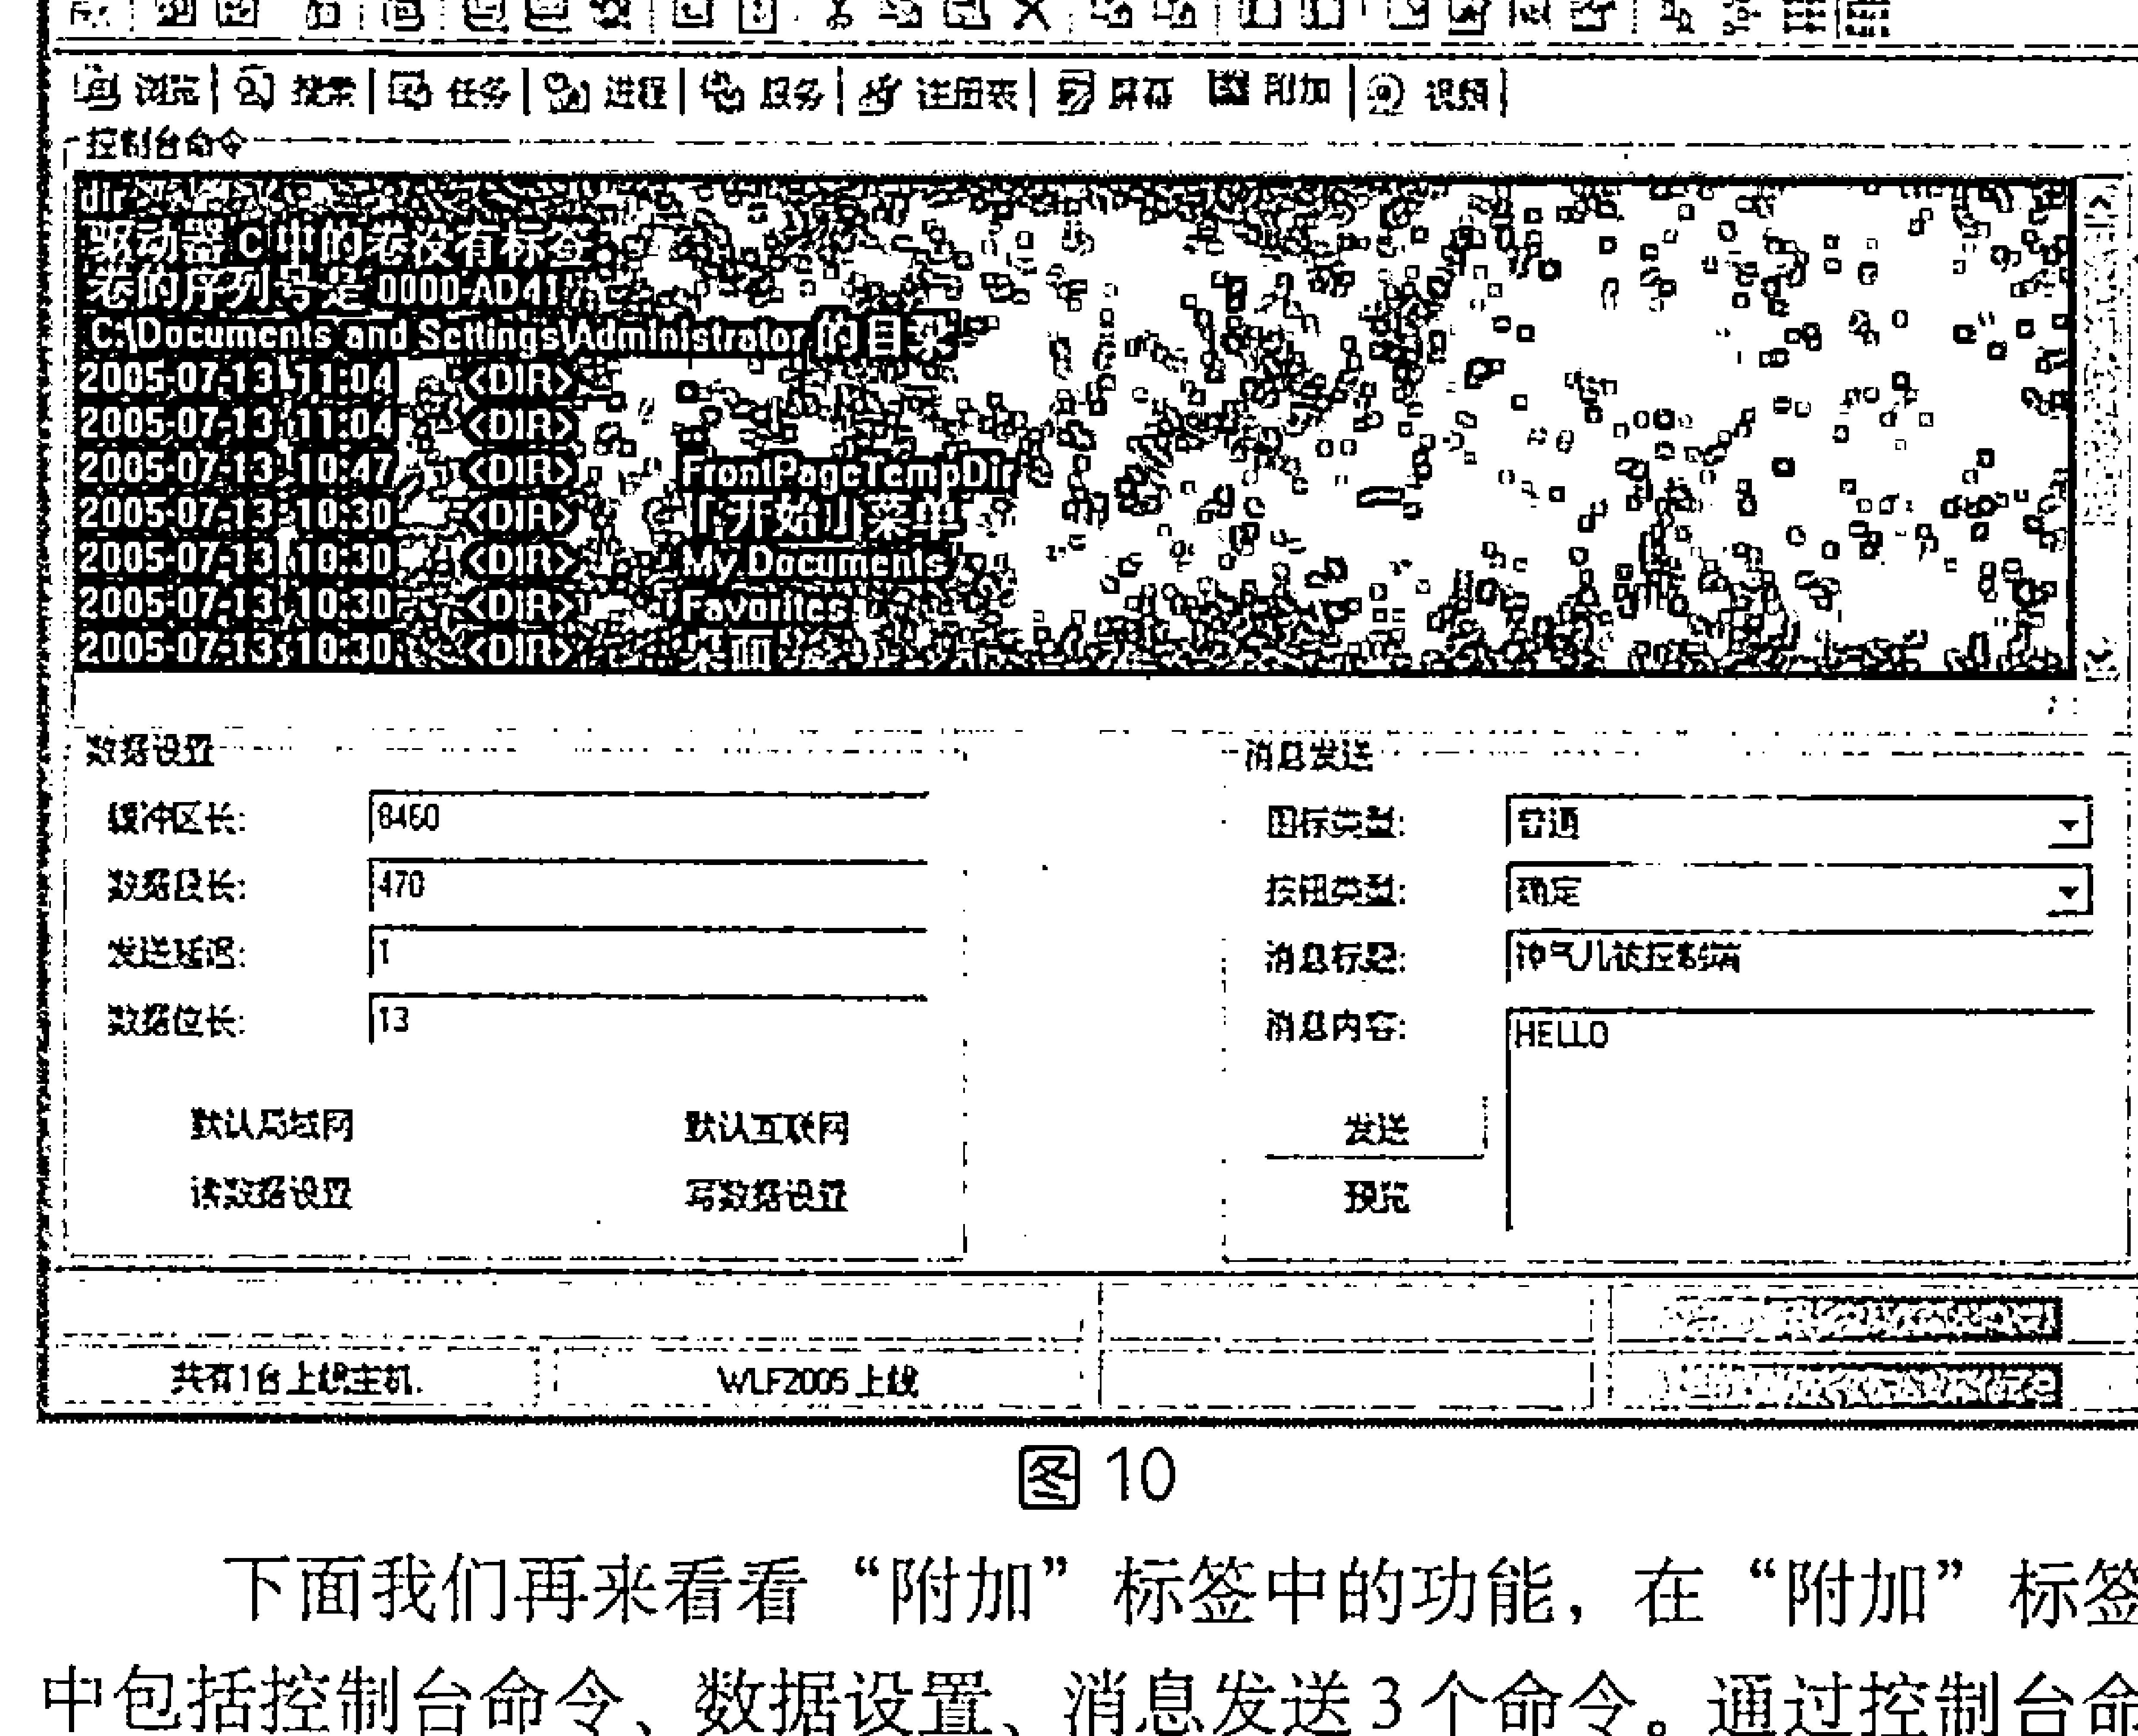 浏览 搜索 任务 进程 服务 注册表 屏幕 附加 视频
控制台命令
dir
驱动器 C 中的卷没有标签
卷的序列号是 0000-AD41
C:\Documents and Settings\Administrator 的目录
2005-07-13 11:04 <DIR>
2005-07-13 11:04 <DIR>
2005-07-13 10:47 <DIR> FrontPageTempDir
2005-07-13 10:30 <DIR> 「开始」菜单
2005-07-13 10:30 <DIR> My Documents
2005-07-13 10:30 <DIR> Favorites
2005-07-13 10:30 <DIR> 桌面
数据设置
缓冲区长: 8460
数据段长: 470
发送延迟: 1
数据位长: 13
默认局域网 默认互联网
读数据设置 写数据设置
消息发送
图标类型: 普通
按钮类型: 确定
消息标题: 神气儿被控制端
消息内容: HELLO
发送
预览
共有1台上线主机. WLF2005 上线
图 10
下面我们再来看看“附加”标签中的功能，在“附加”标签
中包括控制台命令、数据设置、消息发送3个命令。通过控制台命